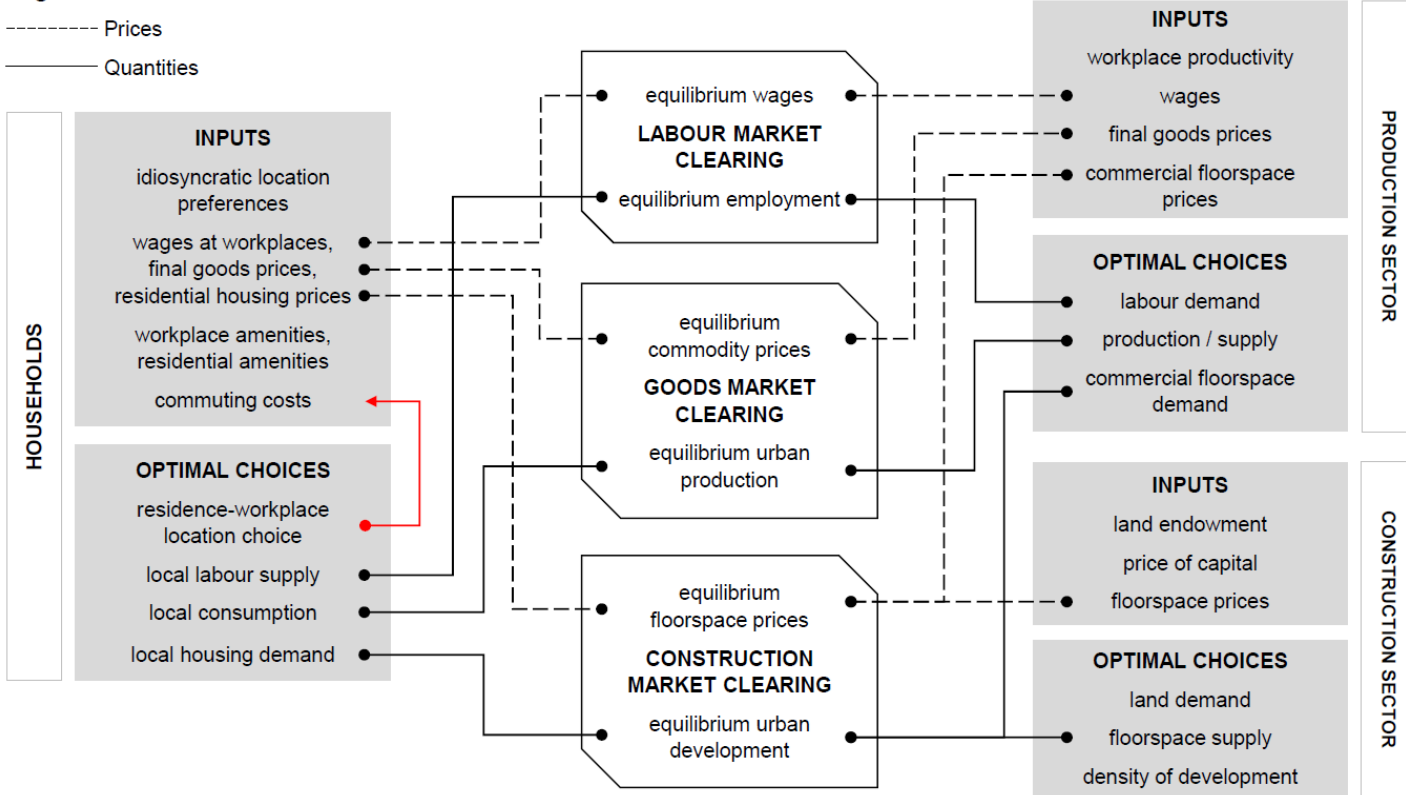 Prices
Quantities
HOUSEHOLDS
INPUTS
idiosyncratic location
preferences
wages at workplaces,
final goods prices,
residential housing prices
workplace amenities,
residential amenities
commuting costs
OPTIMAL CHOICES
residence-workplace
location choice
local labour supply
local consumption
local housing demand
equilibrium wages
LABOUR MARKET
CLEARING
equilibrium employment
equilibrium
commodity prices
GOODS MARKET
CLEARING
equilibrium urban
production
equilibrium
floorspace prices
CONSTRUCTION
MARKET CLEARING
equilibrium urban
development
INPUTS
workplace productivity
wages
final goods prices
commercial floorspace
prices
OPTIMAL CHOICES
labour demand
production / supply
commercial floorspace
demand
PRODUCTION SECTOR
INPUTS
land endowment
price of capital
floorspace prices
OPTIMAL CHOICES
land demand
floorspace supply
density of development
CONSTRUCTION SECTOR